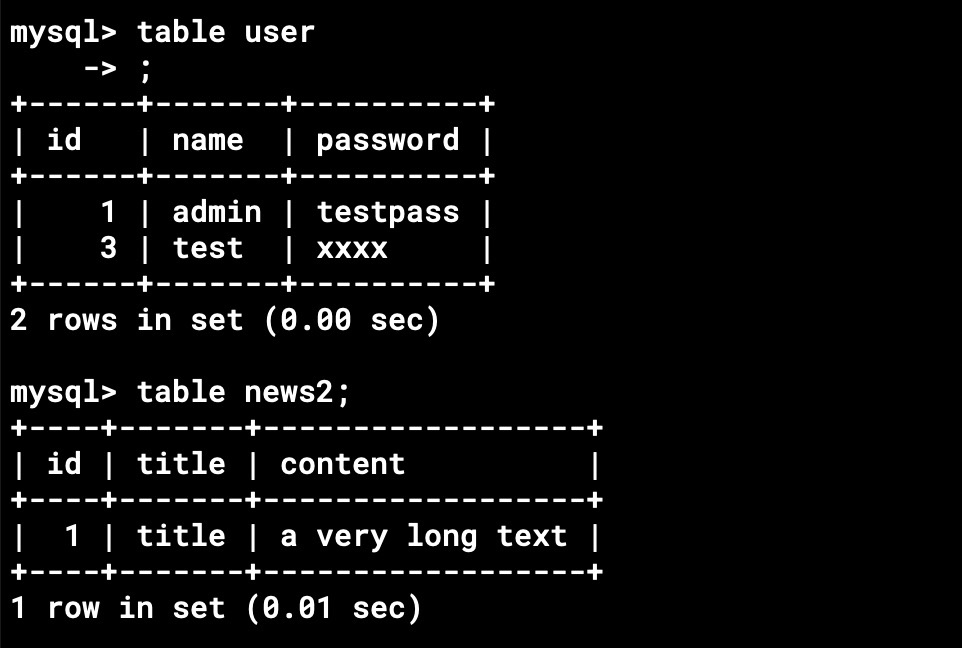 mysql> table user
    -> ;
+------+-------+----------+
| id   | name  | password |
+------+-------+----------+
|    1 | admin | testpass |
|    3 | test  | xxxx     |
+------+-------+----------+
2 rows in set (0.00 sec)

mysql> table news2;
+----+-------+------------------+
| id | title | content          |
+----+-------+------------------+
|  1 | title | a very long text |
+----+-------+------------------+
1 row in set (0.01 sec)